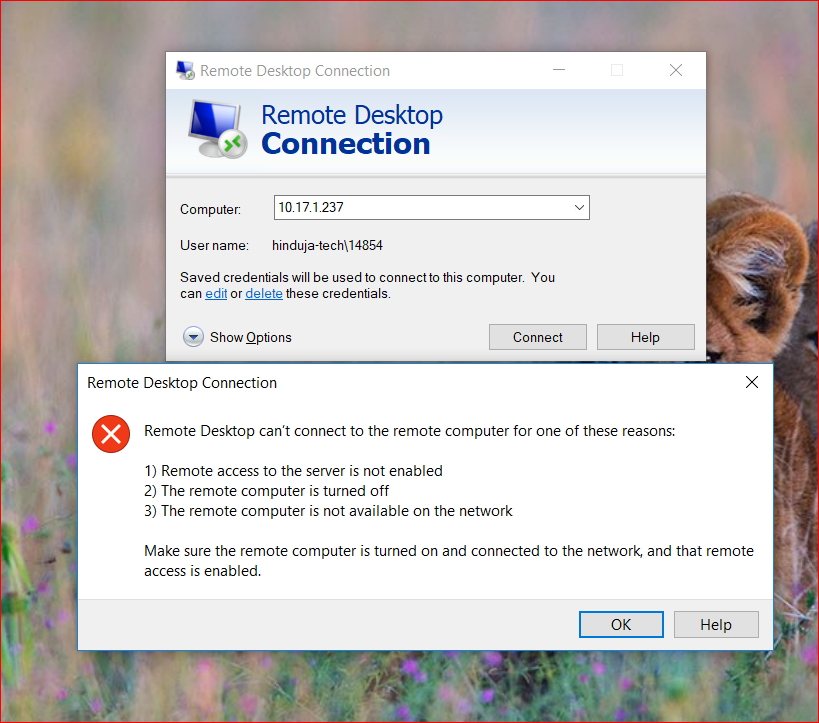 Remote Desktop Connection
Remote Desktop
Connection
Computer:
10.17.1.237
User name:
hinduja-tech\14854
Saved credentials will be used to connect to this computer. You
can edit or delete these credentials.
Show Options
Connect
Help
Remote Desktop Connection
Remote Desktop can't connect to the remote computer for one of these reasons:
1) Remote access to the server is not enabled
2) The remote computer is turned off
3) The remote computer is not available on the network
Make sure the remote computer is turned on and connected to the network, and that remote
access is enabled.
OK
Help